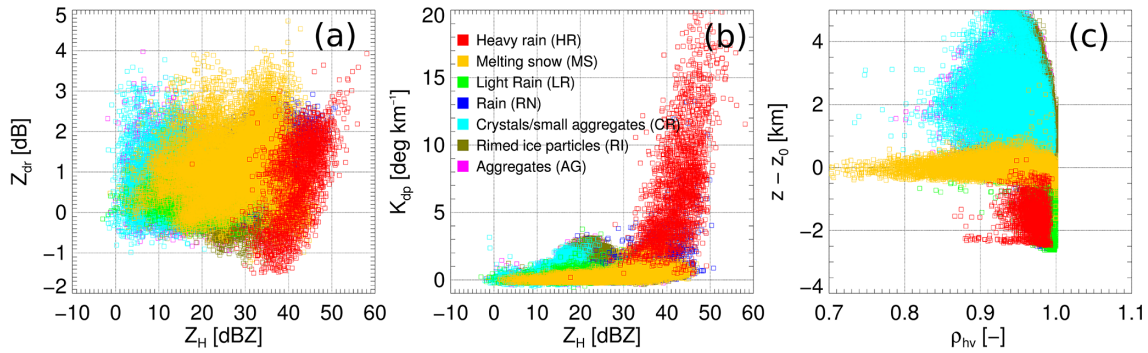 (a)
5
4
3
2
1
0
−1
−2
Z_dr [dB]
−10 0 10 20 30 40 50 60
Z_H [dBZ]
(b)
20
15
10
5
0
K_dp [deg km⁻¹]
Heavy rain (HR)
Melting snow (MS)
Light Rain (LR)
Rain (RN)
Crystals/small aggregates (CR)
Rimed ice particles (RI)
Aggregates (AG)
−10 0 10 20 30 40 50 60
Z_H [dBZ]
(c)
4
2
0
−2
−4
z − z₀ [km]
0.7 0.8 0.9 1.0 1.1
ρ_hv [−]